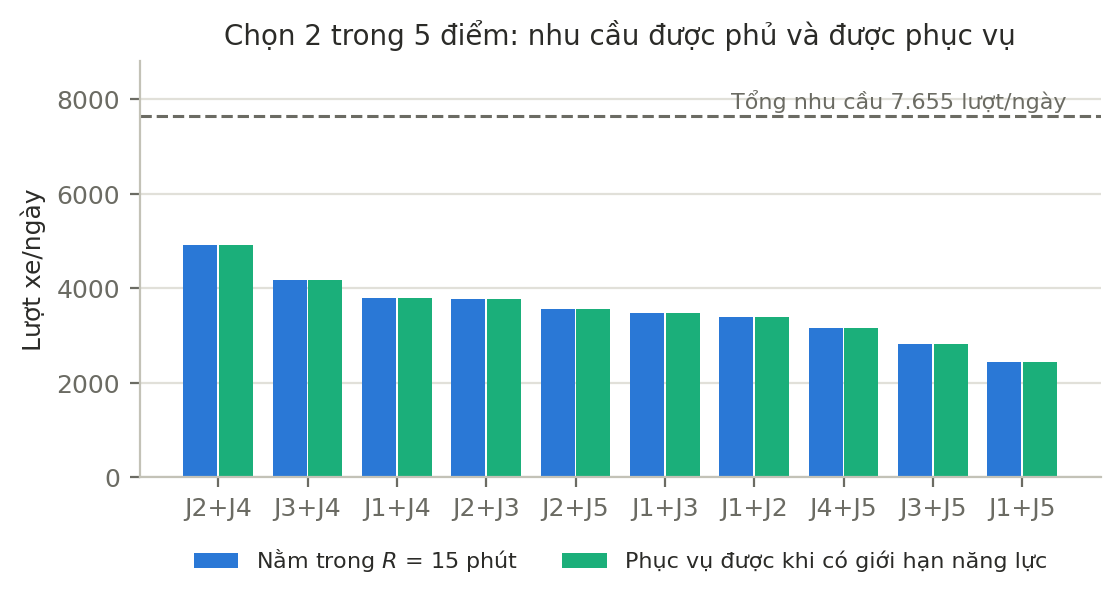 Chọn 2 trong 5 điểm: nhu cầu được phủ và được phục vụ
Lượt xe/ngày
8000
6000
4000
2000
0
Tổng nhu cầu 7.655 lượt/ngày
J2+J4 J3+J4 J1+J4 J2+J3 J2+J5 J1+J3 J1+J2 J4+J5 J3+J5 J1+J5
Nằm trong R = 15 phút
Phục vụ được khi có giới hạn năng lực